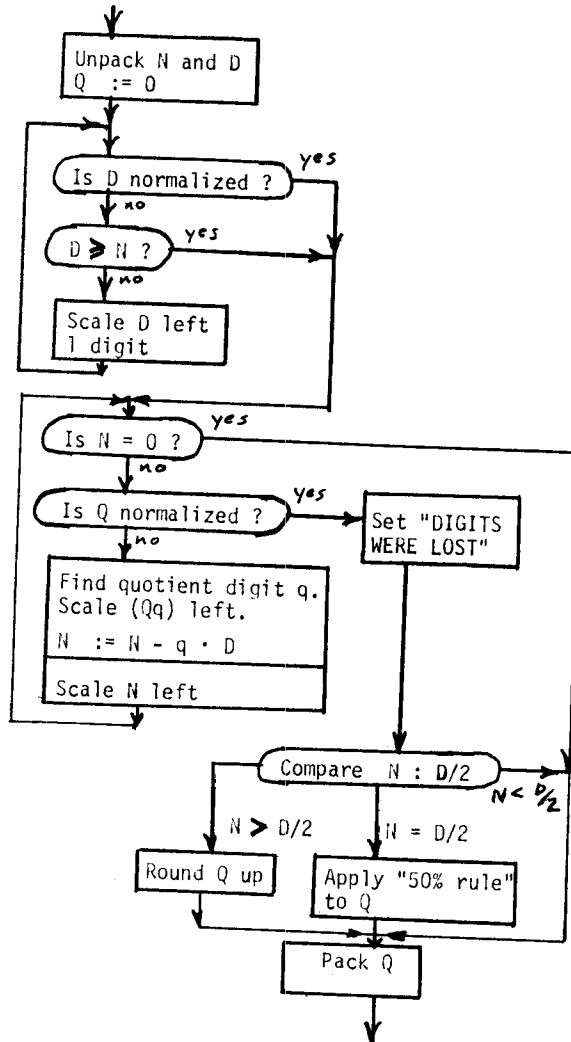 Unpack N and D
Q := 0
yes
Is D normalized ?
no
yes
D ⩾ N ?
no
Scale D left
1 digit
yes
Is N = 0 ?
no
yes
Is Q normalized ?
no
Set "DIGITS
WERE LOST"
Find quotient digit q.
Scale (Qq) left.
N := N - q · D
Scale N left
Compare N : D/2
N < D/2
N > D/2
N = D/2
Round Q up
Apply "50% rule"
to Q
Pack Q